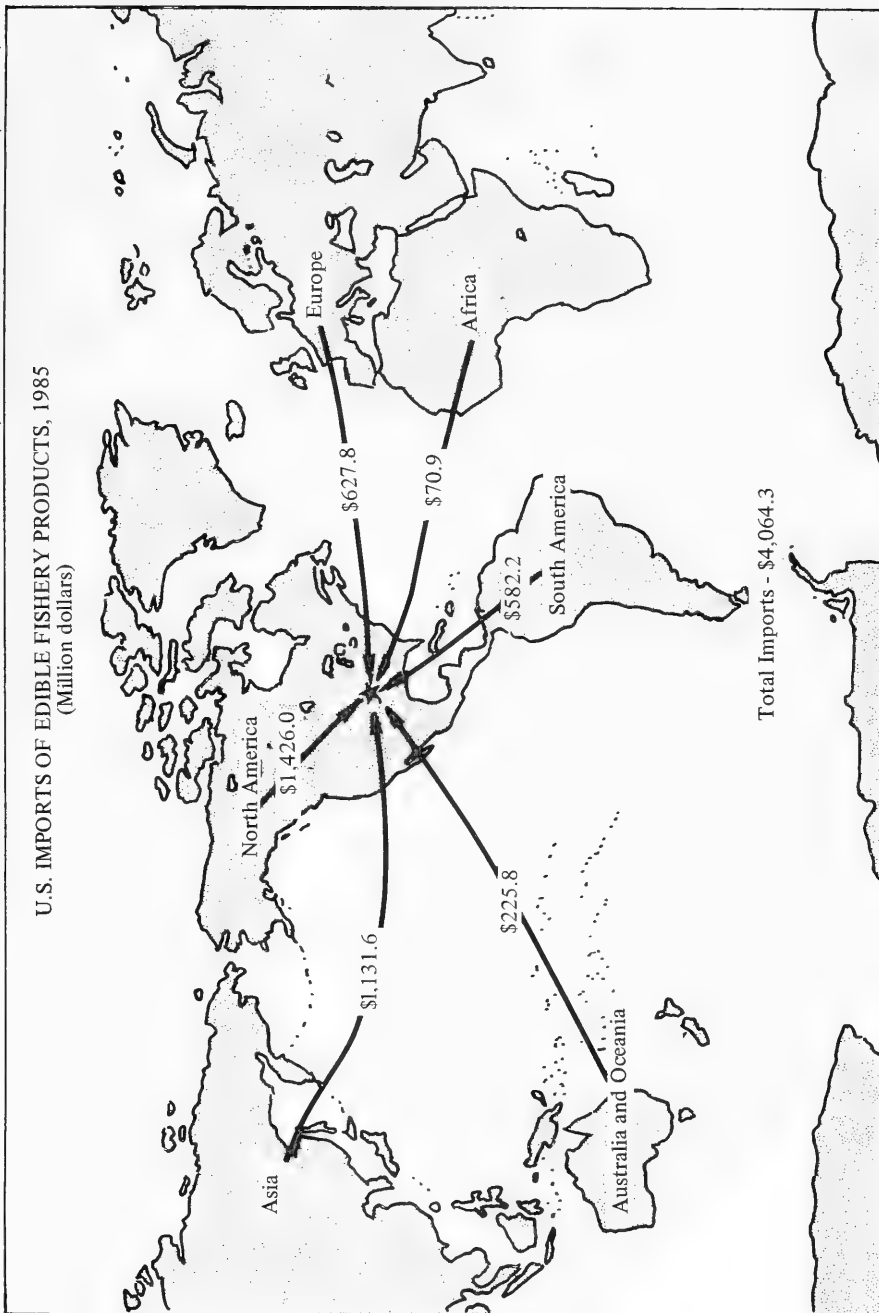 U.S. IMPORTS OF EDIBLE FISHERY PRODUCTS, 1985
(Million dollars)
Asia
North America
$1,426.0
Europe
$1,131.6
$627.8
Africa
$70.9
$225.8
$582.2
South America
Australia and Oceania
Total Imports - $4,064.3